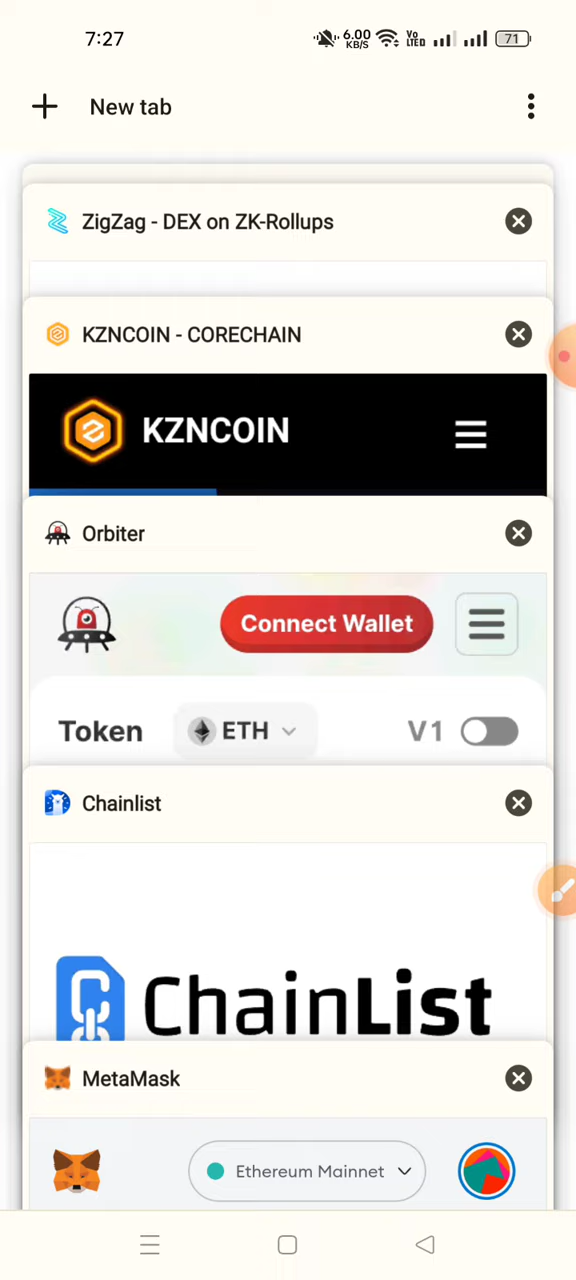 7:27
6.00 KB/S
Vo LTED
71
New tab
ZigZag - DEX on ZK-Rollups
KZNCOIN - CORECHAIN
KZNCOIN
Orbiter
Connect Wallet
Token
ETH
V1
Chainlist
ChainList
MetaMask
Ethereum Mainnet